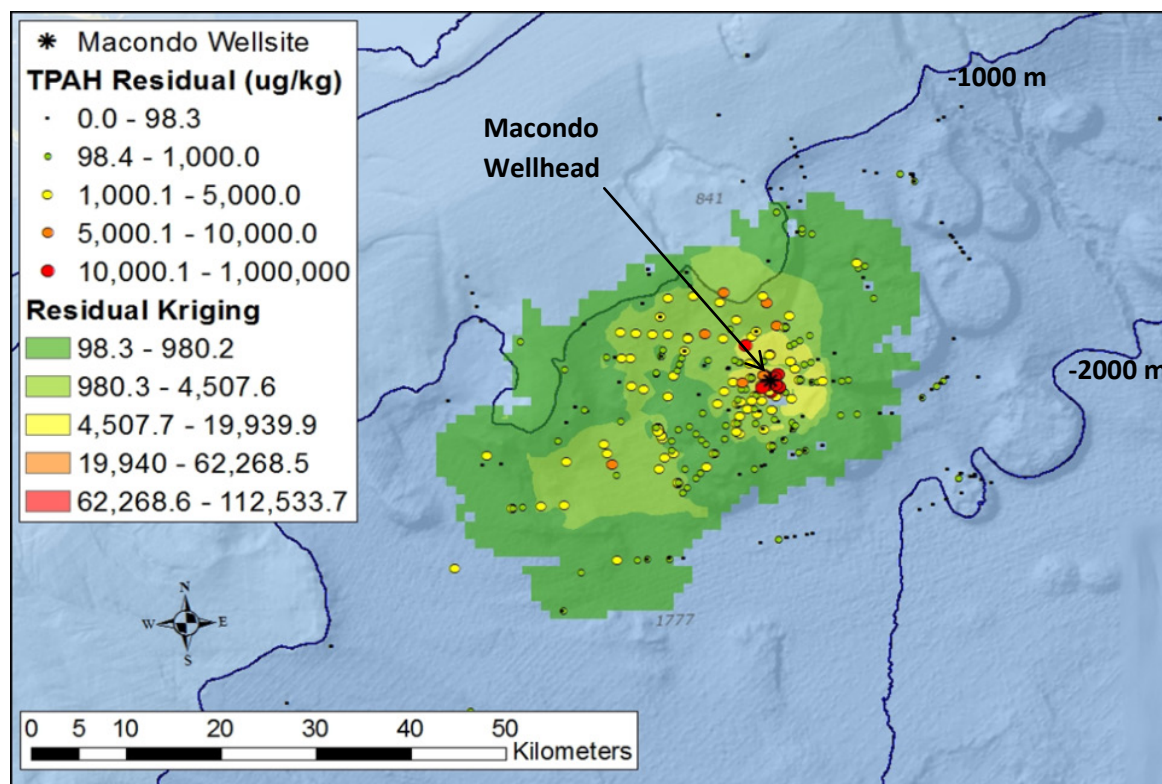 Macondo Wellsite
TPAH Residual (ug/kg)
0.0 - 98.3
98.4 - 1,000.0
1,000.1 - 5,000.0
5,000.1 - 10,000.0
10,000.1 - 1,000,000
Residual Kriging
98.3 - 980.2
980.3 - 4,507.6
4,507.7 - 19,939.9
19,940 - 62,268.5
62,268.6 - 112,533.7
-1000 m
Macondo
Wellhead
841
-2000 m
1777
N
W E
S
0 5 10 20 30 40 50
Kilometers